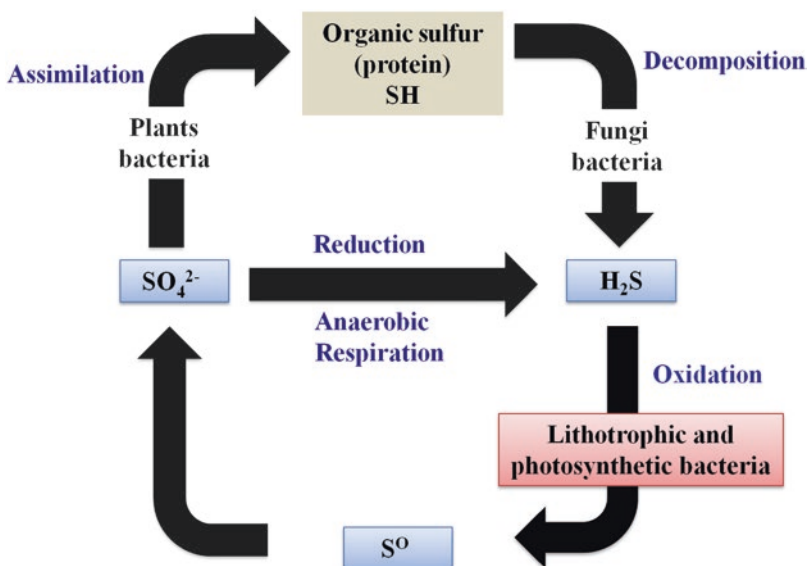 Organic sulfur
(protein)
SH
Assimilation
Decomposition
Plants
bacteria
Fungi
bacteria
Reduction
SO₄²⁻
H₂S
Anaerobic
Respiration
Oxidation
Lithotrophic and
photosynthetic bacteria
Sᴼ